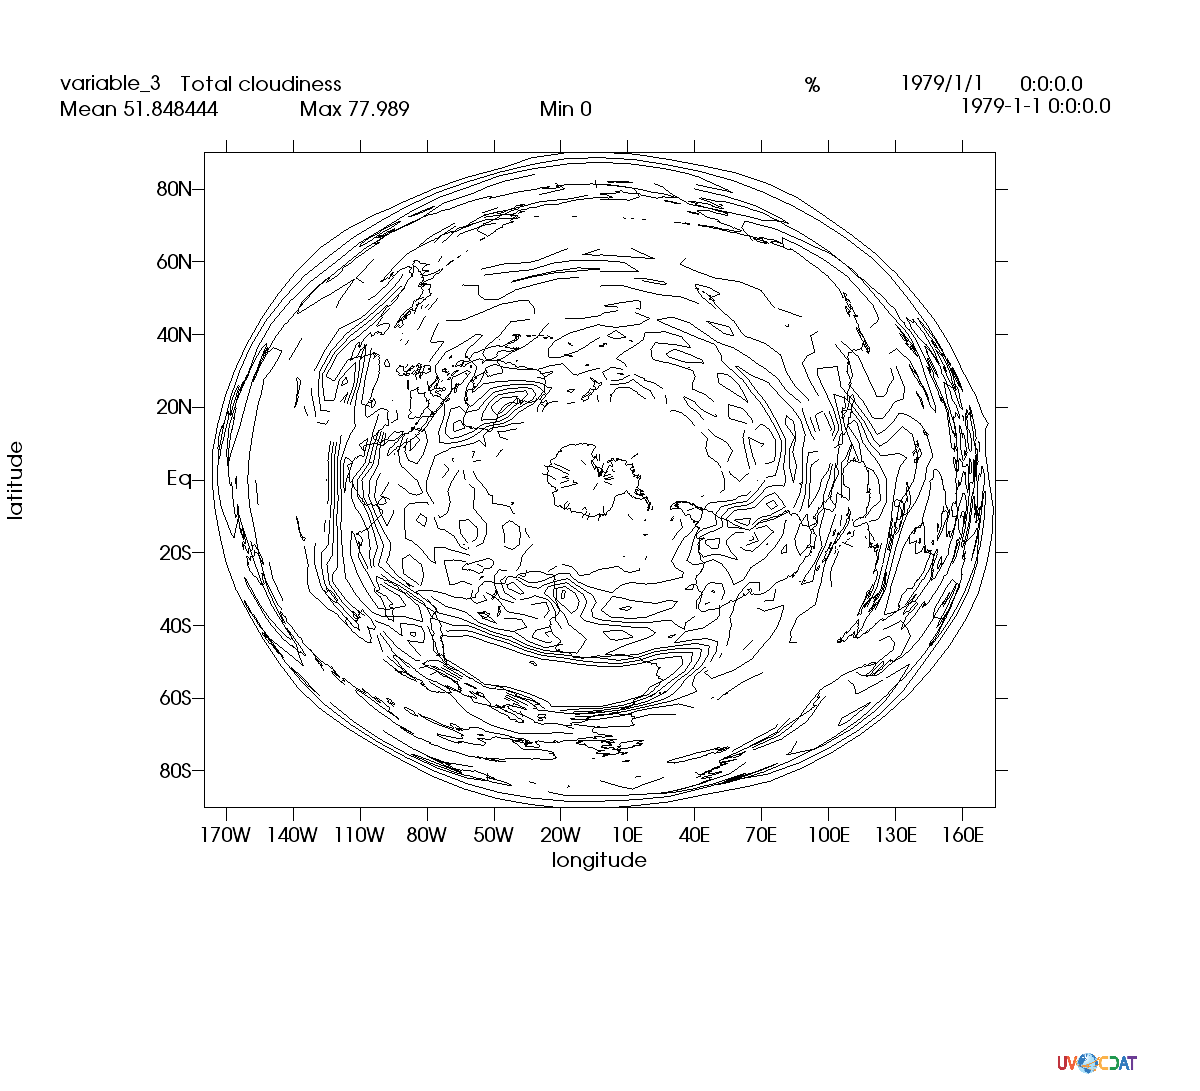 variable_3 Total cloudiness % 1979/1/1 0:0:0.0
Mean 51.848444 Max 77.989 Min 0 1979-1-1 0:0:0.0
80N
60N
40N
20N
Eq
20S
40S
60S
80S
latitude
170W 140W 110W 80W 50W 20W 10E 40E 70E 100E 130E 160E
longitude
UV CDAT